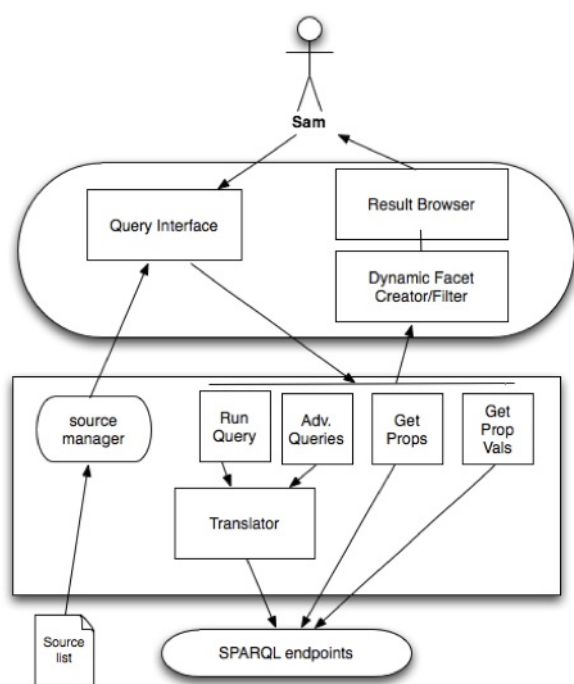 Sam
Query Interface
Result Browser
Dynamic Facet
Creator/Filter
source
manager
Run
Query
Adv.
Queries
Get
Props
Get
Prop
Vals
Translator
Source
list
SPARQL endpoints